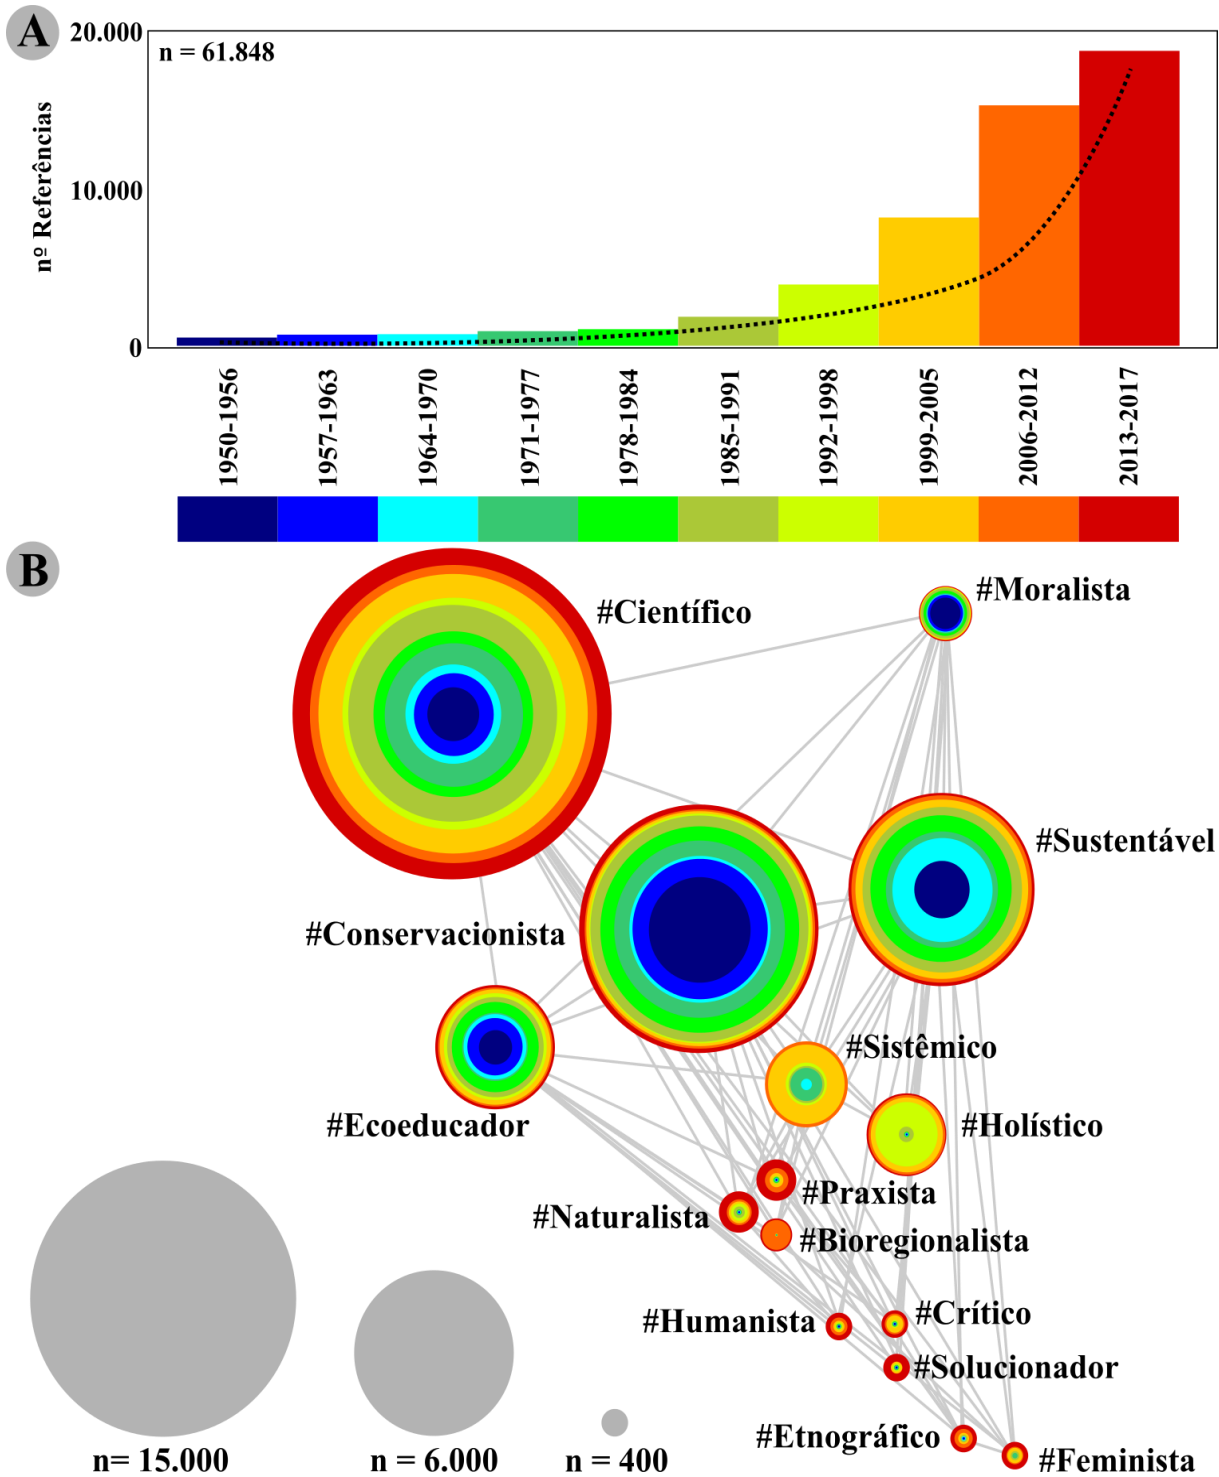 A
20.000
n = 61.848
nº Referências
10.000
0
1950-1956
1957-1963
1964-1970
1971-1977
1978-1984
1985-1991
1992-1998
1999-2005
2006-2012
2013-2017
B
#Científico
#Moralista
#Sustentável
#Conservacionista
#Sistêmico
#Ecoeducador
#Holístico
#Praxista
#Naturalista
#Bioregionalista
#Humanista
#Crítico
#Solucionador
#Etnográfico
#Feminista
n= 15.000
n = 6.000
n = 400